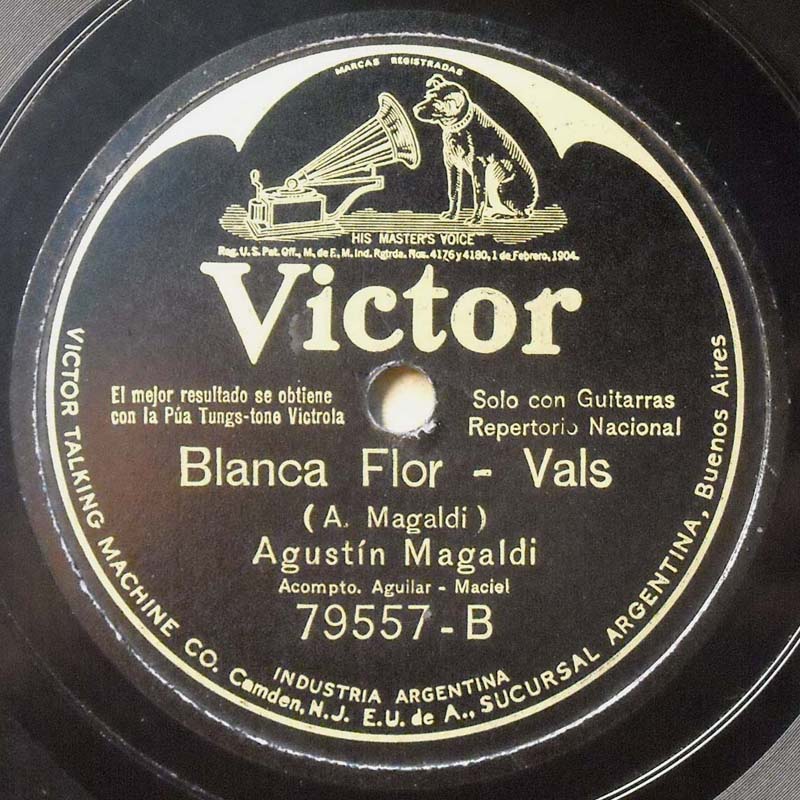 MARCAS REGISTRADAS
HIS MASTER'S VOICE
Reg. U.S. Pat. Off., M. de F., M. Ind. Rgtrda. Nos. 4176 y 4180, 1 de Febrero, 1904.
Victor
El mejor resultado se obtiene
con la Púa Tungs-tone Victrola
Solo con Guitarras
Repertorio Nacional
Blanca Flor - Vals
(A. Magaldi)
Agustín Magaldi
Acompto. Aguilar - Maciel
79557-B
INDUSTRIA ARGENTINA
VICTOR TALKING MACHINE CO. Camden, N.J. E.U. de A., SUCURSAL ARGENTINA, Buenos Aires